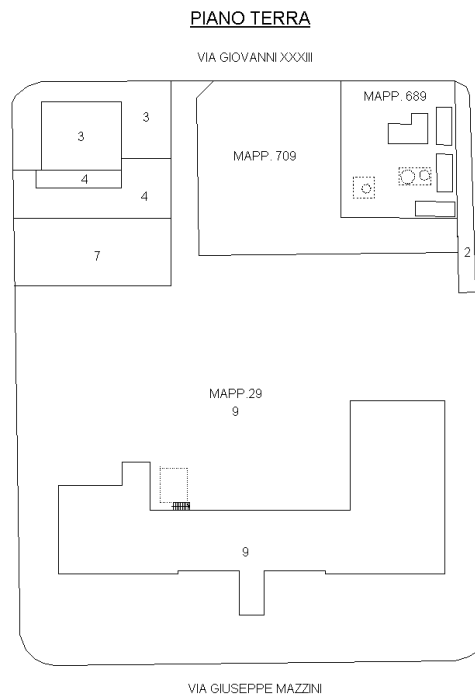 PIANO TERRA
VIA GIOVANNI XXXIII
MAPP. 689
3
3
MAPP. 709
4
4
7
2
MAPP.29
9
9
VIA GIUSEPPE MAZZINI